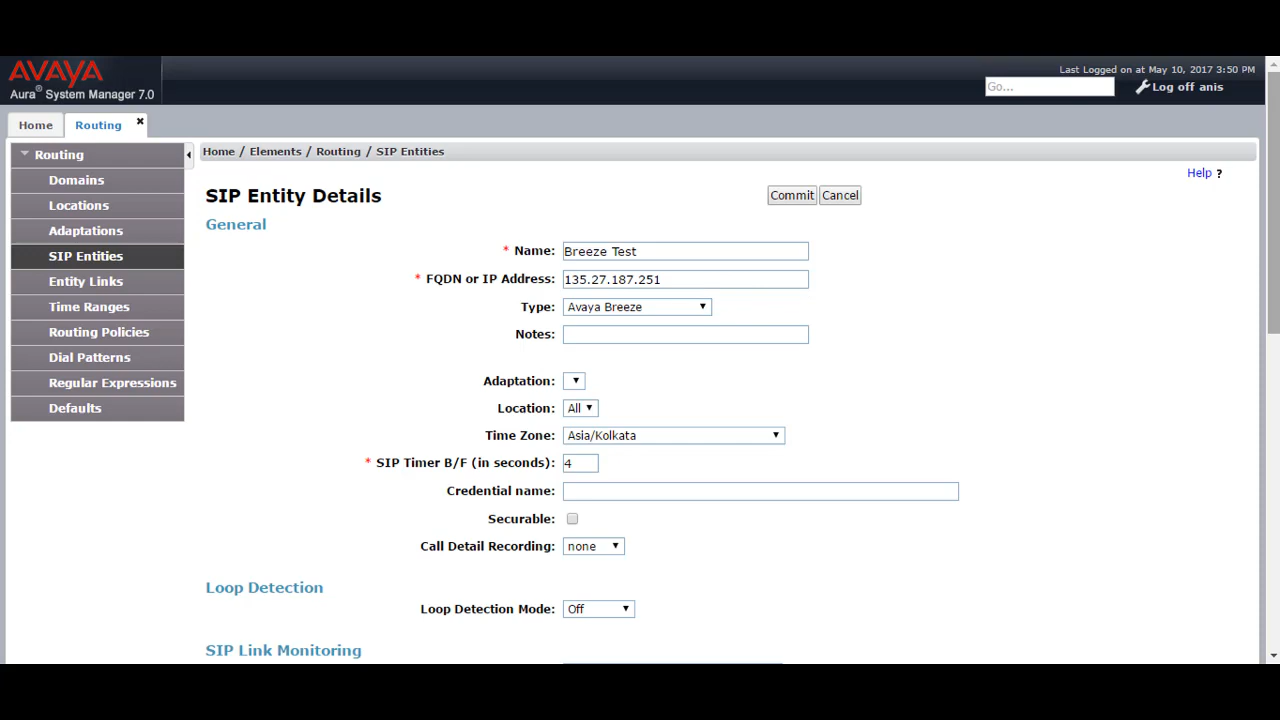 AVAYA
Aura® System Manager 7.0
Last Logged on at May 10, 2017 3:50 PM
Go...
Log off anis
Home
Routing
Routing
Domains
Locations
Adaptations
SIP Entities
Entity Links
Time Ranges
Routing Policies
Dial Patterns
Regular Expressions
Defaults
Home / Elements / Routing / SIP Entities
Help ?
SIP Entity Details
Commit Cancel
General
* Name: Breeze Test
* FQDN or IP Address: 135.27.187.251
Type: Avaya Breeze
Notes:
Adaptation:
Location: All
Time Zone: Asia/Kolkata
* SIP Timer B/F (in seconds): 4
Credential name:
Securable:
Call Detail Recording: none
Loop Detection
Loop Detection Mode: Off
SIP Link Monitoring